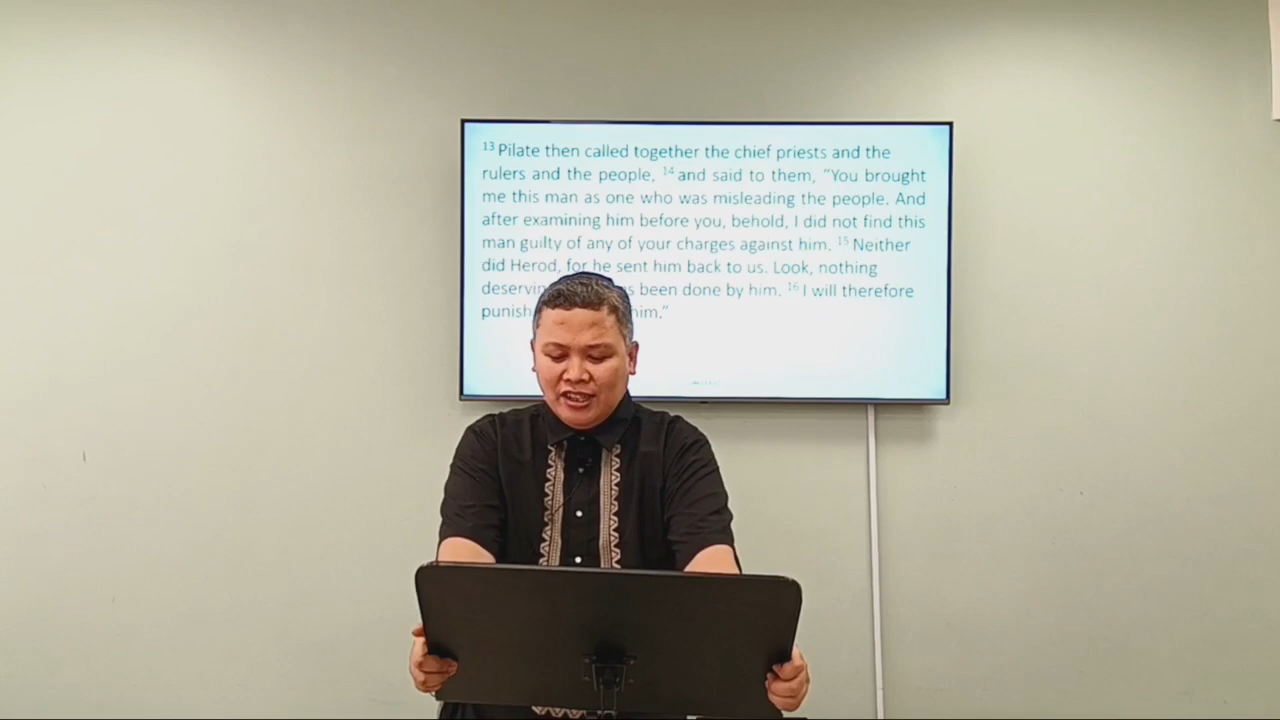 13 Pilate then called together the chief priests and the
rulers and the people, 14 and said to them, “You brought
me this man as one who was misleading the people. And
after examining him before you, behold, I did not find this
man guilty of any of your charges against him. 15 Neither
did Herod, for he sent him back to us. Look, nothing
been done by him. 16 I will therefore
punish him.”